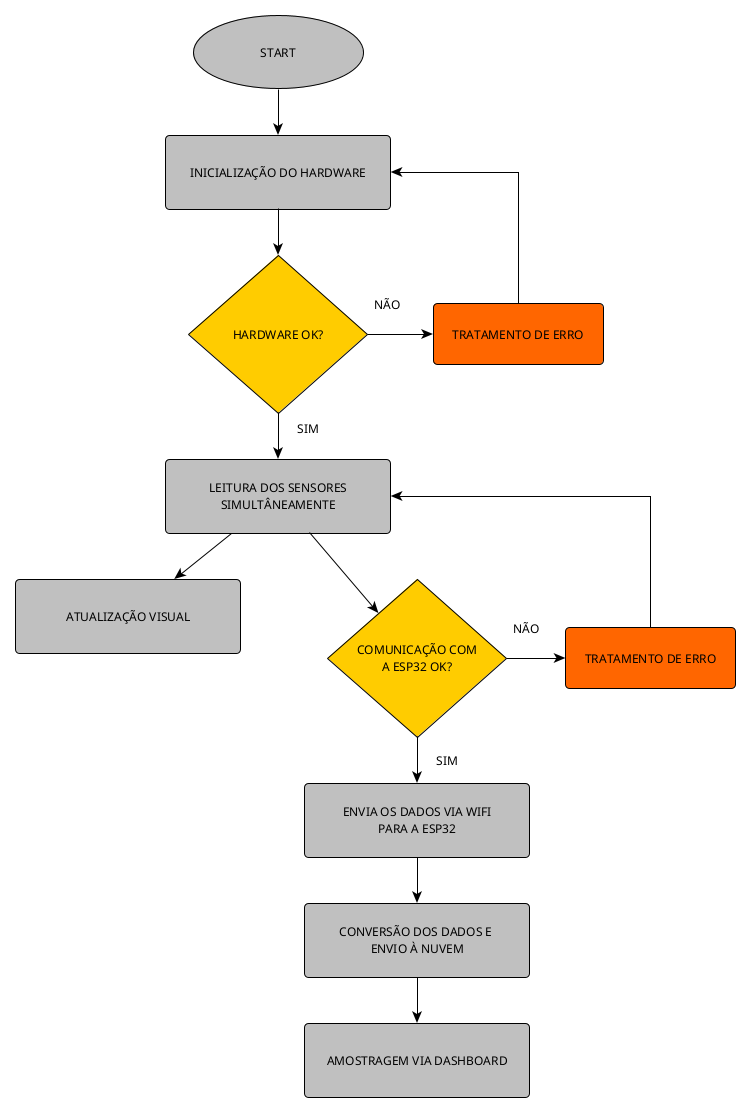 START
INICIALIZAÇÃO DO HARDWARE
NÃO
HARDWARE OK?
TRATAMENTO DE ERRO
SIM
LEITURA DOS SENSORES
SIMULTÂNEAMENTE
ATUALIZAÇÃO VISUAL
NÃO
COMUNICAÇÃO COM
A ESP32 OK?
TRATAMENTO DE ERRO
SIM
ENVIA OS DADOS VIA WIFI
PARA A ESP32
CONVERSÃO DOS DADOS E
ENVIO À NUVEM
AMOSTRAGEM VIA DASHBOARD